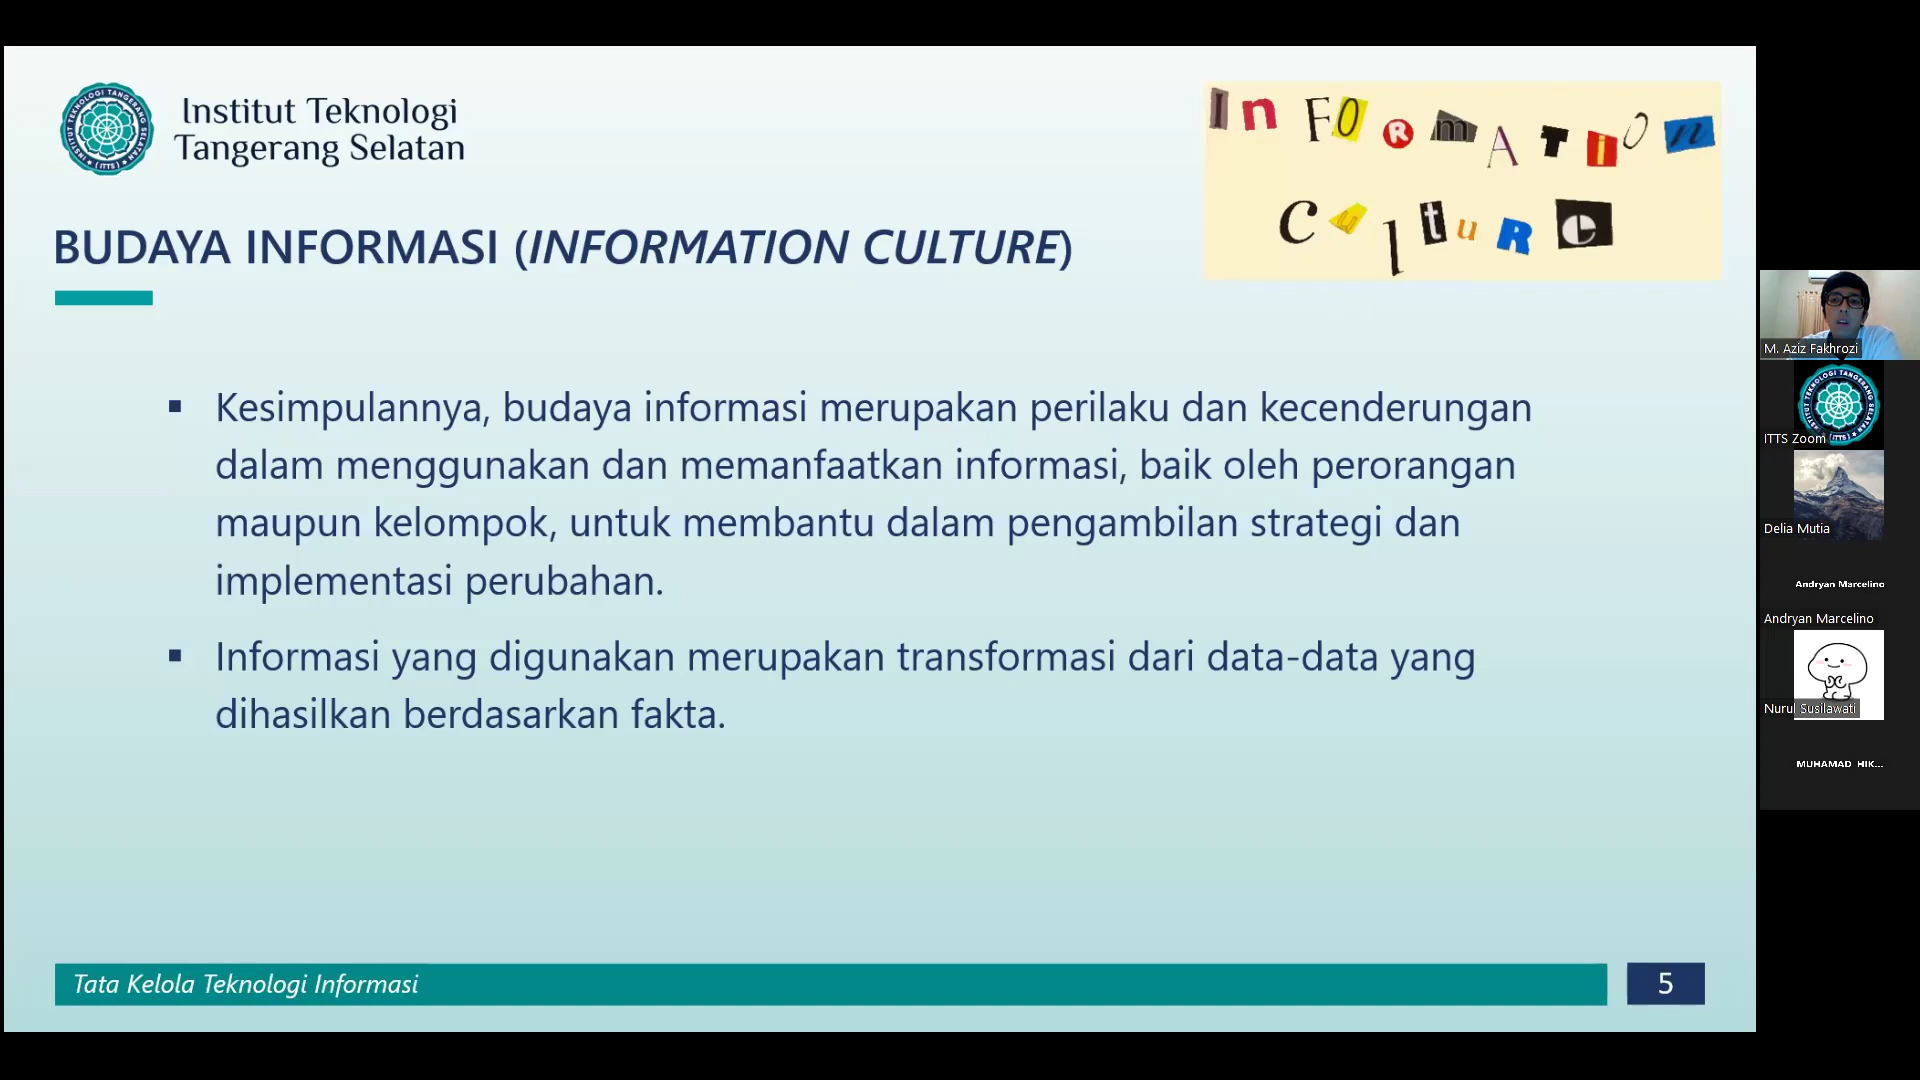 Institut Teknologi
Tangerang Selatan
InFORmATiOn
CulTuRe
BUDAYA INFORMASI (INFORMATION CULTURE)
▪ Kesimpulannya, budaya informasi merupakan perilaku dan kecenderungan
dalam menggunakan dan memanfaatkan informasi, baik oleh perorangan
maupun kelompok, untuk membantu dalam pengambilan strategi dan
implementasi perubahan.
▪ Informasi yang digunakan merupakan transformasi dari data-data yang
dihasilkan berdasarkan fakta.
Tata Kelola Teknologi Informasi
5
M. Aziz Fakhrozi
ITTS Zoom
Delia Mutia
Andryan Marcelino
Andryan Marcelino
Nurul Susilawati
MUHAMAD HIK...